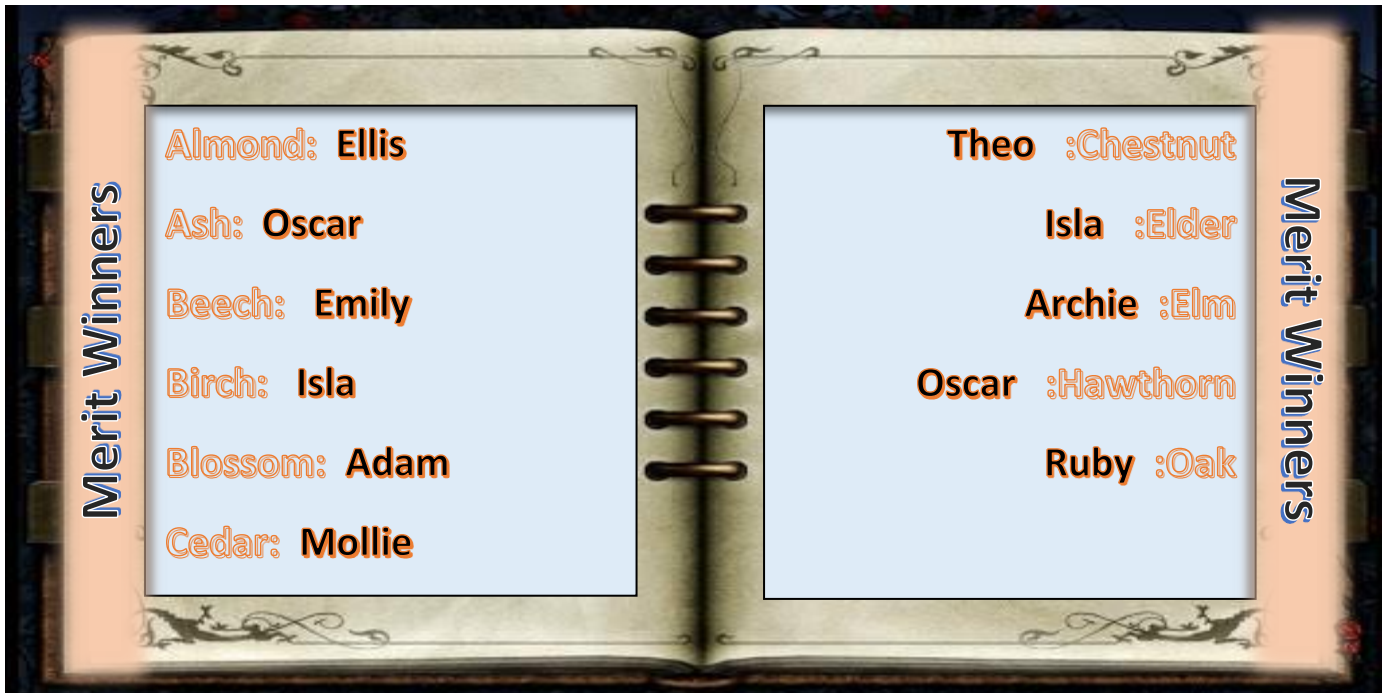 Merit Winners
Almond: Ellis
Ash: Oscar
Beech: Emily
Birch: Isla
Blossom: Adam
Cedar: Mollie
Theo :Chestnut
Isla :Elder
Archie :Elm
Oscar :Hawthorn
Ruby :Oak
Merit Winners